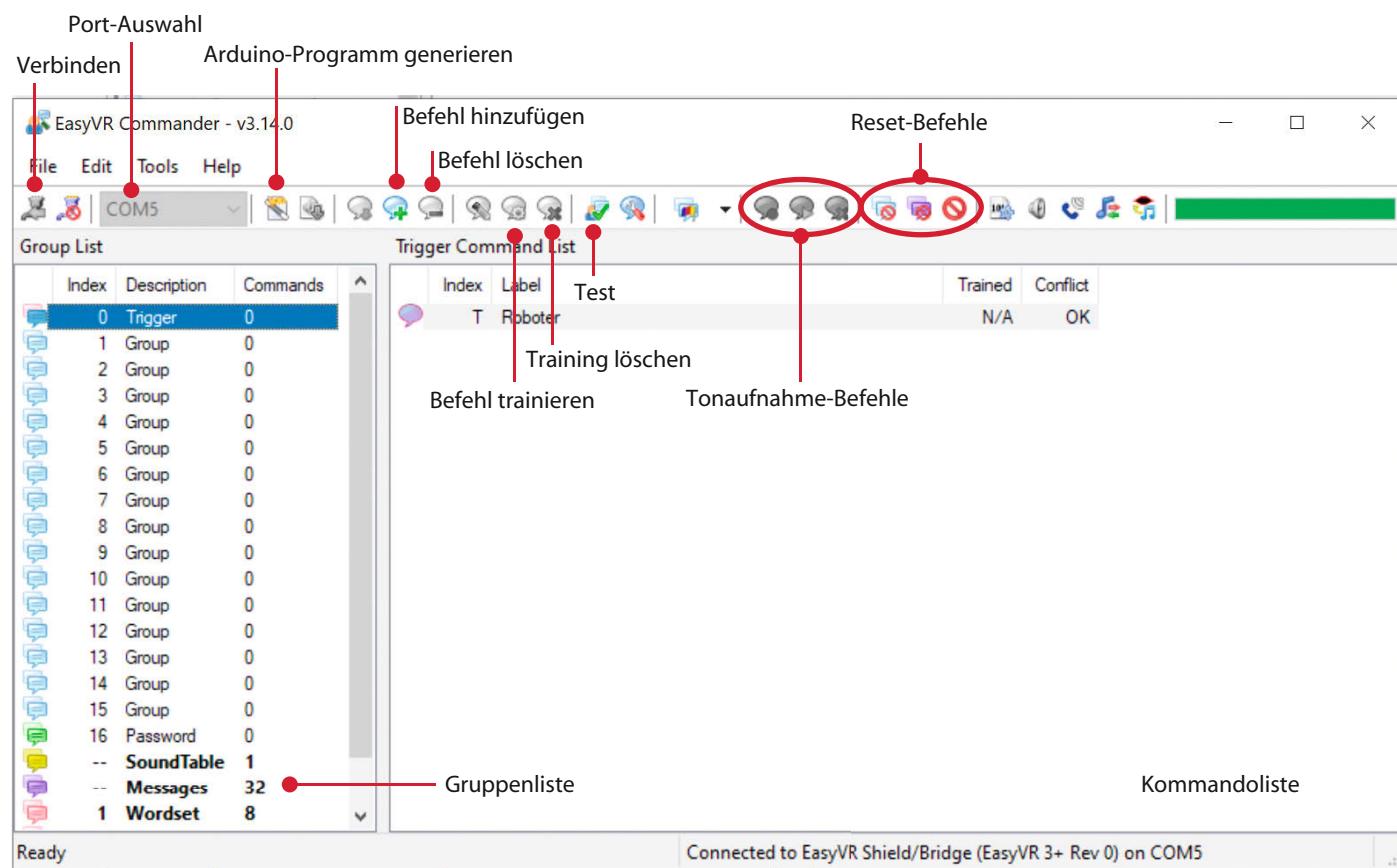 Port-Auswahl
Verbinden
Arduino-Programm generieren
EasyVR Commander - v3.14.0
Befehl hinzufügen
Reset-Befehle
File Edit Tools Help
Befehl löschen
COM5
Group List
Trigger Command List
Index Description Commands
Index Label Trained Conflict
Test
0 Trigger 0
T Roboter N/A OK
1 Group 0
2 Group 0
Training löschen
3 Group 0
Befehl trainieren
Tonaufnahme-Befehle
4 Group 0
5 Group 0
6 Group 0
7 Group 0
8 Group 0
9 Group 0
10 Group 0
11 Group 0
12 Group 0
13 Group 0
14 Group 0
15 Group 0
16 Password 0
-- SoundTable 1
-- Messages 32
Gruppenliste
Kommandoliste
1 Wordset 8
Ready
Connected to EasyVR Shield/Bridge (EasyVR 3+ Rev 0) on COM5